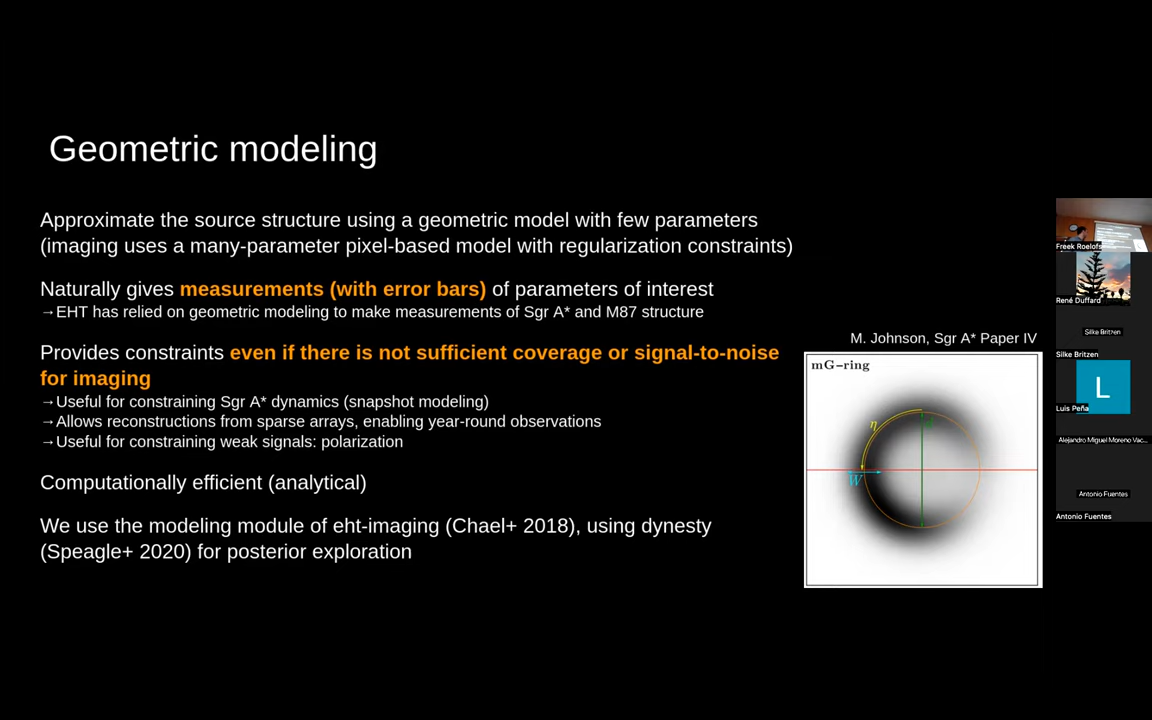 Geometric modeling
Approximate the source structure using a geometric model with few parameters
(imaging uses a many-parameter pixel-based model with regularization constraints)
Naturally gives measurements (with error bars) of parameters of interest
→EHT has relied on geometric modeling to make measurements of Sgr A* and M87 structure
Provides constraints even if there is not sufficient coverage or signal-to-noise
for imaging
→Useful for constraining Sgr A* dynamics (snapshot modeling)
→Allows reconstructions from sparse arrays, enabling year-round observations
→Useful for constraining weak signals: polarization
Computationally efficient (analytical)
We use the modeling module of eht-imaging (Chael+ 2018), using dynesty
(Speagle+ 2020) for posterior exploration
M. Johnson, Sgr A* Paper IV
mG-ring
η
W
Freek Roelofs
René Duffard
Silke Britzen
Silke Britzen
L
Luis Peña
Alejandro Miguel Moreno Vac...
Antonio Fuentes
Antonio Fuentes